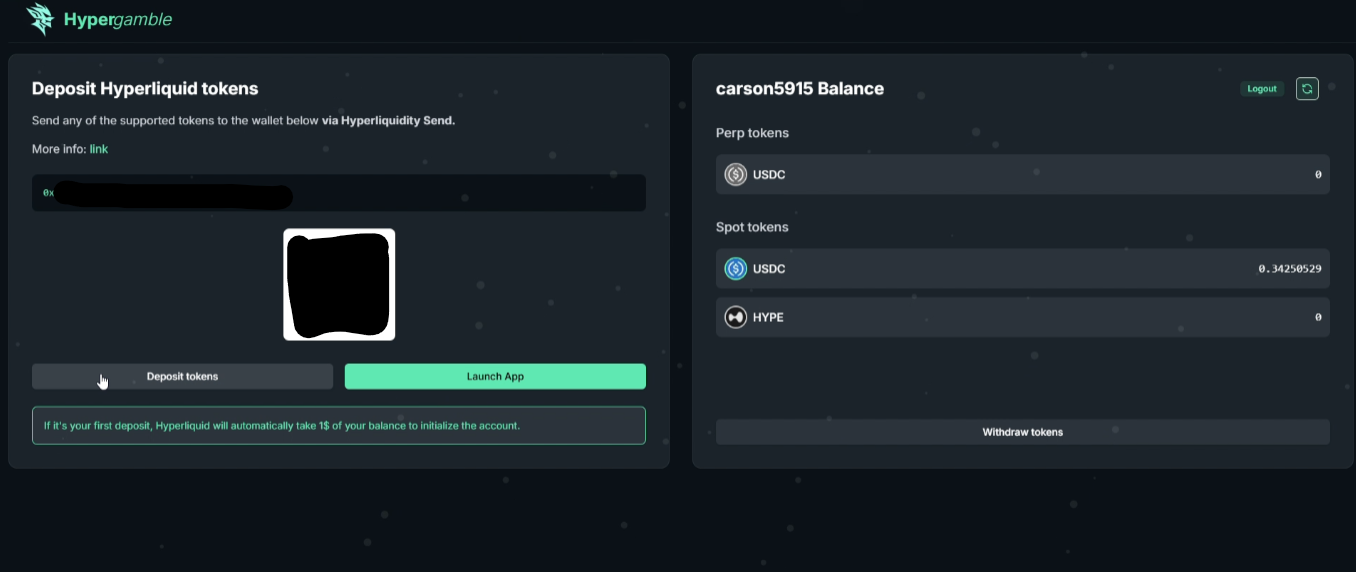 Hypergamble
Deposit Hyperliquid tokens
Send any of the supported tokens to the wallet below via Hyperliquidity Send.
More info: link
0x
Deposit tokens
Launch App
If it's your first deposit, Hyperliquid will automatically take 1$ of your balance to initialize the account.
carson5915 Balance
Logout
Perp tokens
USDC 0
Spot tokens
USDC 0.34250529
HYPE 0
Withdraw tokens